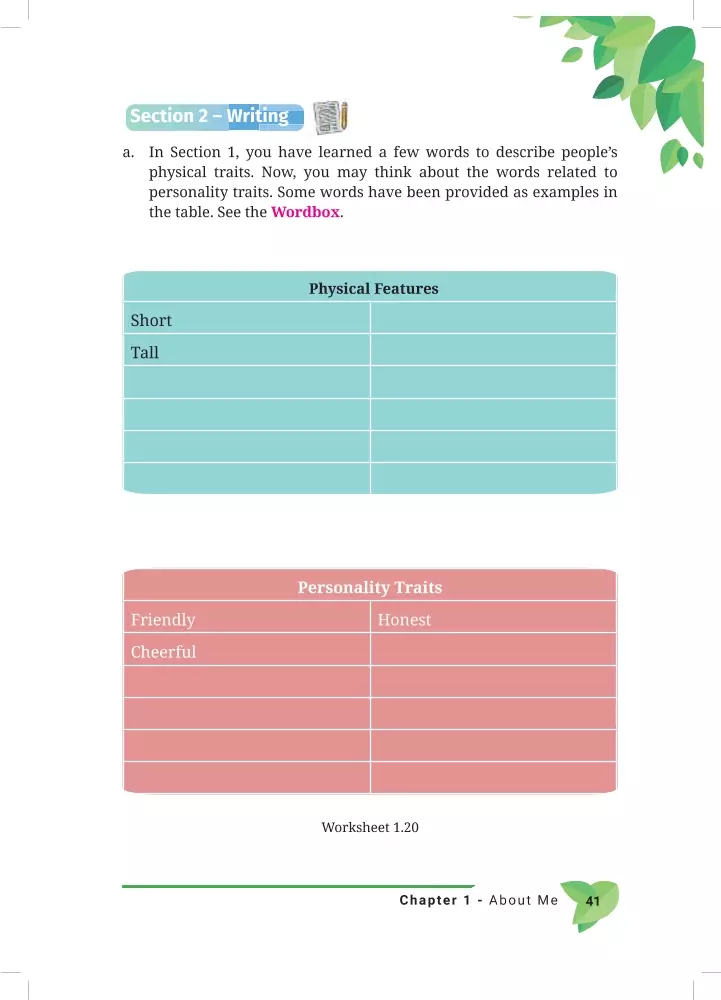 Section 2 – Writing
a. In Section 1, you have learned a few words to describe people's
physical traits. Now, you may think about the words related to
personality traits. Some words have been provided as examples in
the table. See the Wordbox.
Physical Features
Short
Tall
Personality Traits
Friendly Honest
Cheerful
Worksheet 1.20
Chapter 1 - About Me 41